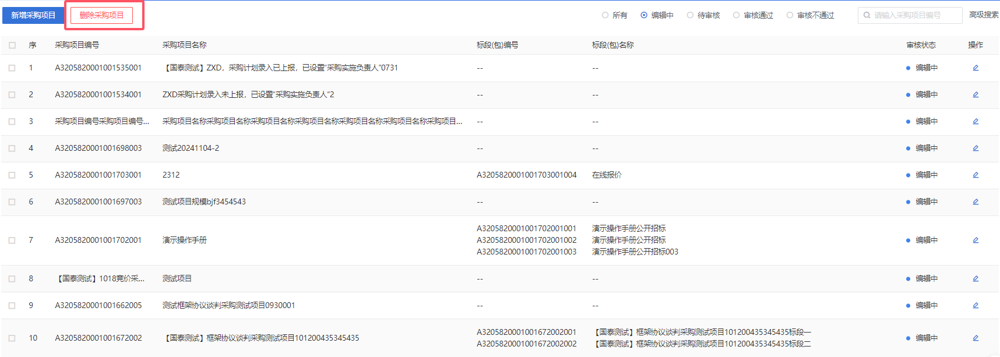 新增采购项目 删除采购项目 所有 编辑中 待审核 审核通过 审核不通过 请输入采购项目编号 高级搜索
序 采购项目编号 采购项目名称 标段(包)编号 标段(包)名称 审核状态 操作
1 A3205820001001535001 【国泰测试】ZXD，采购计划录入已上报，已设置“采购实施负责人”0731 -- -- 编辑中
2 A3205820001001534001 ZXD采购计划录入未上报，已设置“采购实施负责人”2 -- -- 编辑中
3 采购项目编号采购项目编号... 采购项目名称采购项目名称采购项目名称采购项目名称采购项目名称采购项目名称采购项目... -- -- 编辑中
4 A3205820001001698003 测试20241104-2 -- -- 编辑中
5 A3205820001001703001 2312 A3205820001001703001004 在线报价 编辑中
6 A3205820001001697003 测试项目规模bjf3454543 -- -- 编辑中
A3205820001001702001001 演示操作手册公开招标
7 A3205820001001702001 演示操作手册 A3205820001001702001002 演示操作手册公开招标 编辑中
A3205820001001702001003 演示操作手册公开招标003
8 【国泰测试】1018竞价采... 测试项目 -- -- 编辑中
9 A3205820001001662005 测试框架协议谈判采购测试项目0930001 -- -- 编辑中
10 A3205820001001672002 【国泰测试】框架协议谈判采购测试项目101200435345435 A3205820001001672002001 【国泰测试】框架协议谈判采购测试项目101200435345435标段一 编辑中
A3205820001001672002002 【国泰测试】框架协议谈判采购测试项目101200435345435标段二